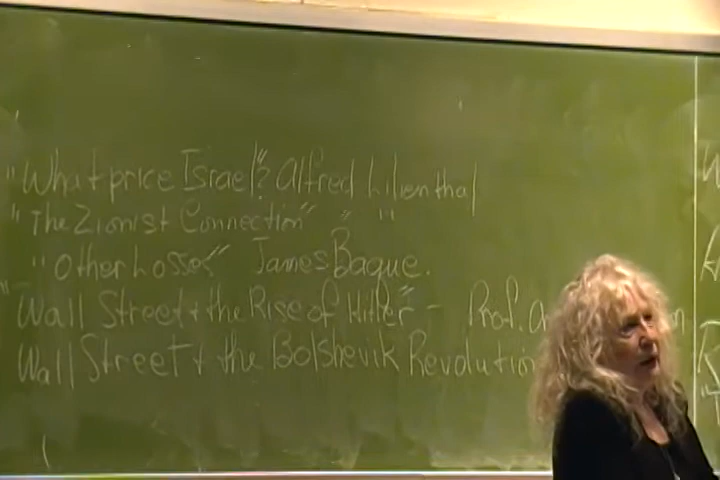 "What price Israel"? Alfred Lilienthal
"The Zionist Connection" " "
"Other Losses" James Baque.
"Wall Street & the Rise of Hitler" - Prof.
Wall Street & the Bolshevik Revolution